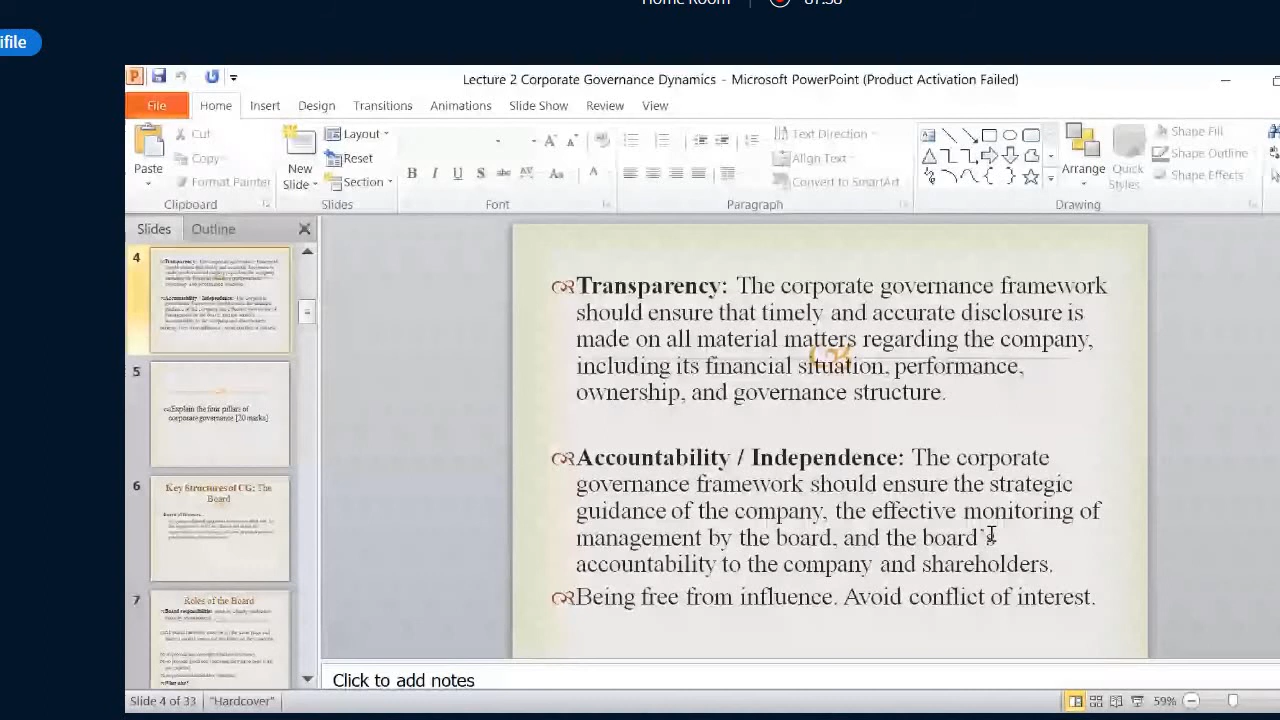 Home Room
07:38
ifile
Lecture 2 Corporate Governance Dynamics - Microsoft PowerPoint (Product Activation Failed)
File Home Insert Design Transitions Animations Slide Show Review View
Paste
Cut
Copy
Format Painter
Clipboard
New
Slide
Layout
Reset
Section
Slides
B I U S abc AV Aa A
Font
Text Direction
Align Text
Convert to SmartArt
Paragraph
Arrange
Quick
Styles
Shape Fill
Shape Outline
Shape Effects
Drawing
Slides Outline
4
5
Explain the four pillars of
corporate governance [20 marks]
6
Key Structures of CG: The
Board
7
Roles of the Board
Transparency: The corporate governance framework
should ensure that timely and accurate disclosure is
made on all material matters regarding the company,
including its financial situation, performance,
ownership, and governance structure.
Accountability / Independence: The corporate
governance framework should ensure the strategic
guidance of the company, the effective monitoring of
management by the board, and the board's
accountability to the company and shareholders.
Being free from influence. Avoid conflict of interest.
Click to add notes
Slide 4 of 33 "Hardcover" 59%